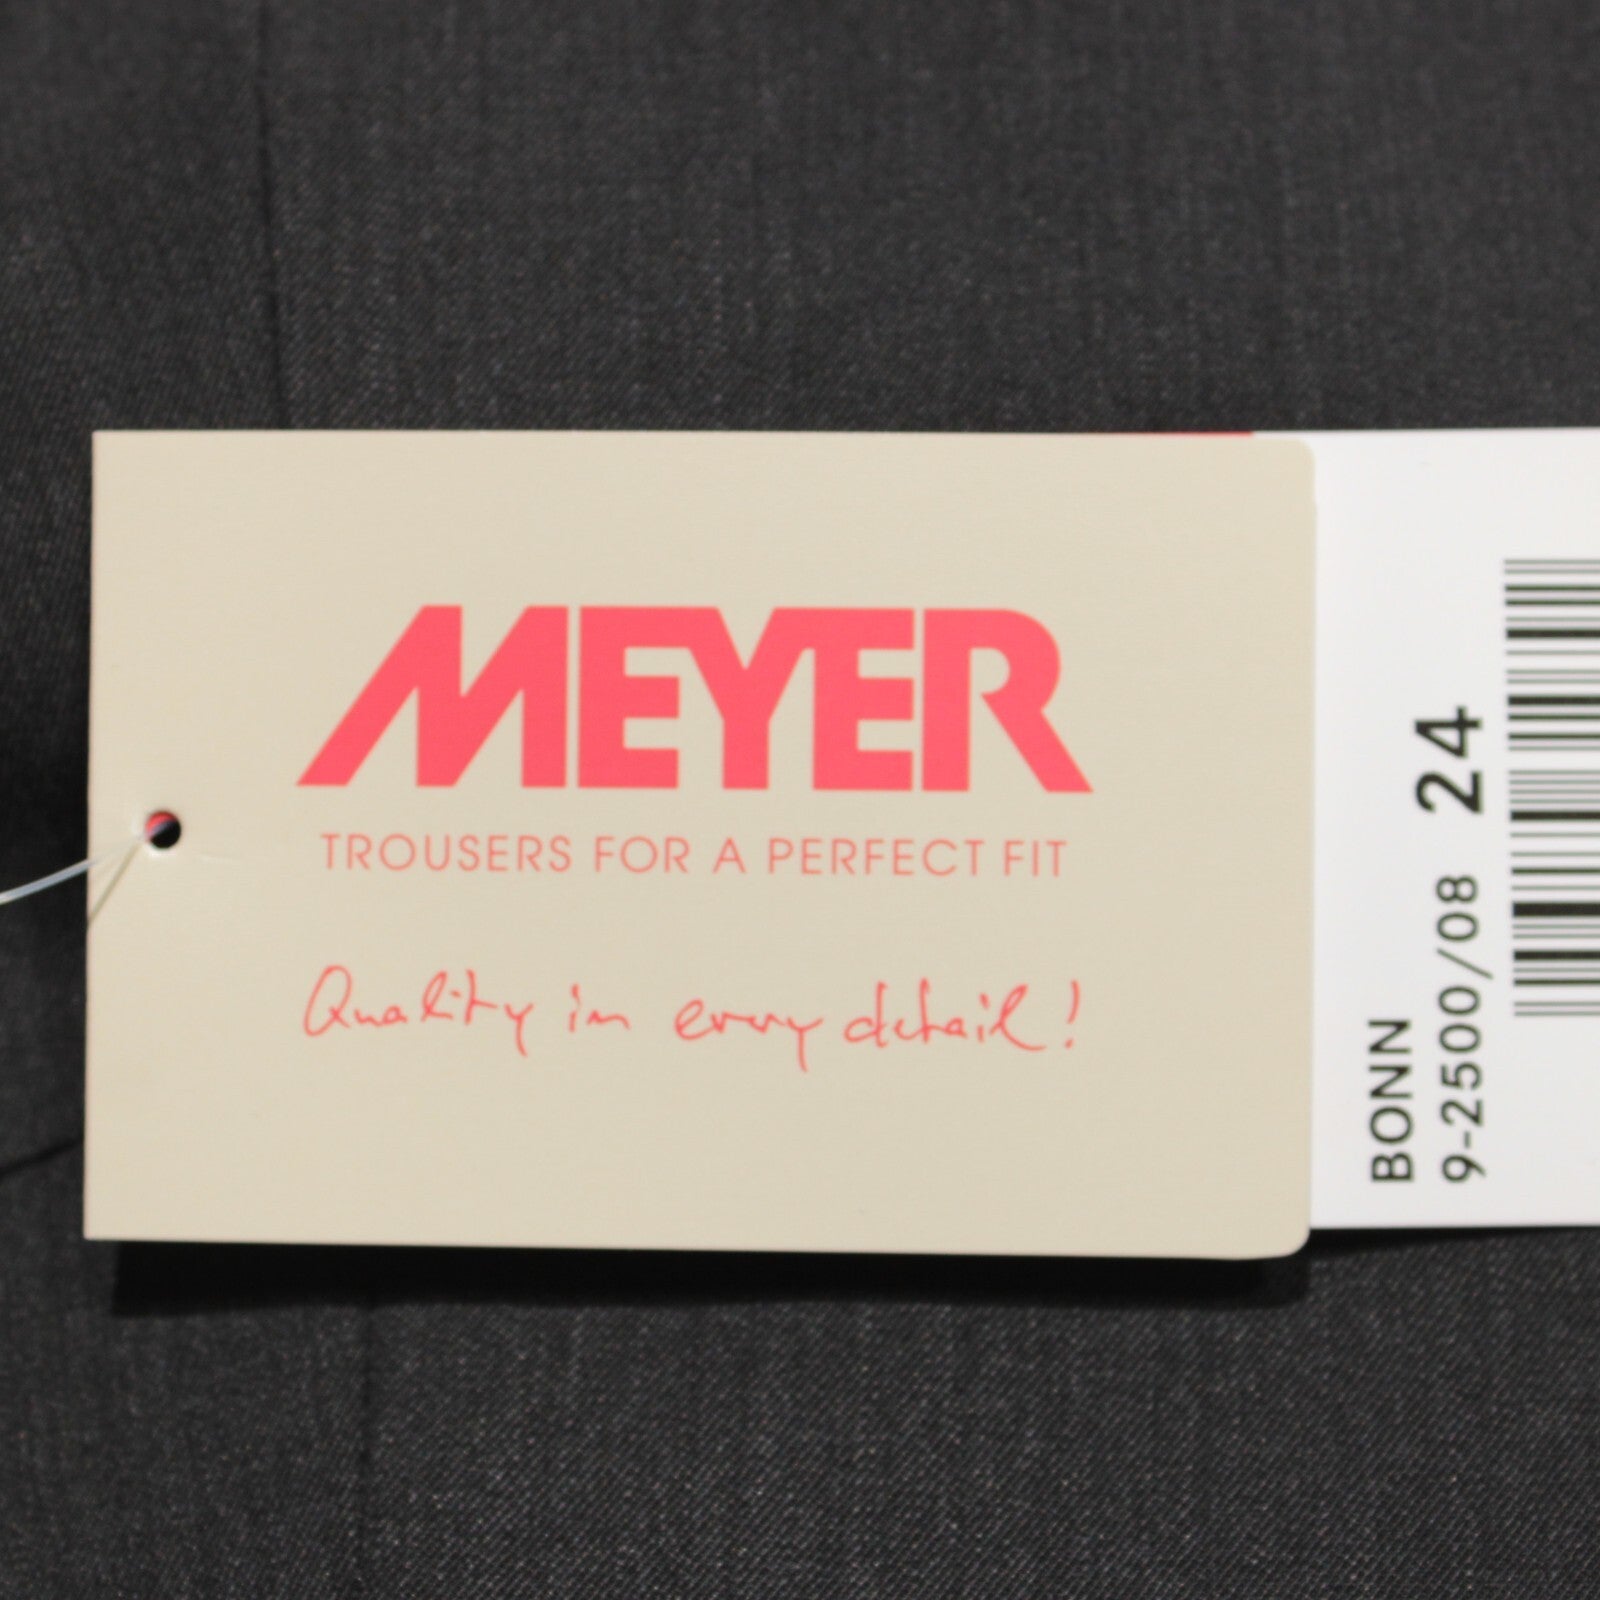 MEYER
TROUSERS FOR A PERFECT FIT
Quality in every detail!
BONN
9-2500/08 24